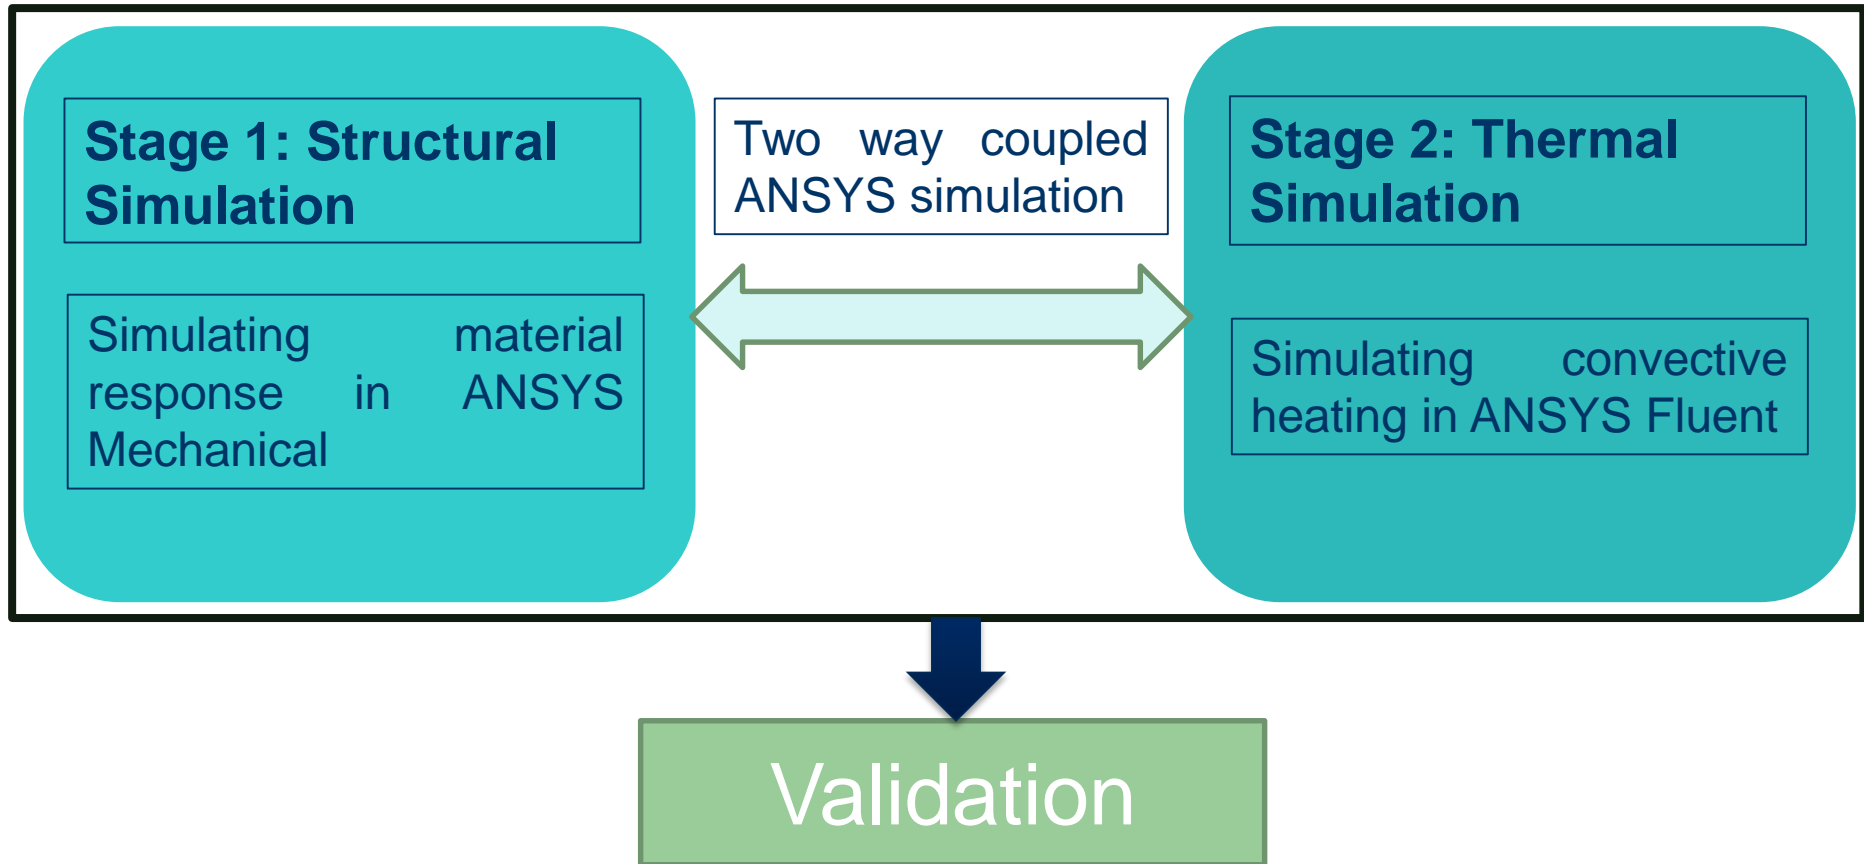 Stage 1: Structural
Simulation
Simulating material
response in ANSYS
Mechanical
Two way coupled
ANSYS simulation
Stage 2: Thermal
Simulation
Simulating convective
heating in ANSYS Fluent
Validation